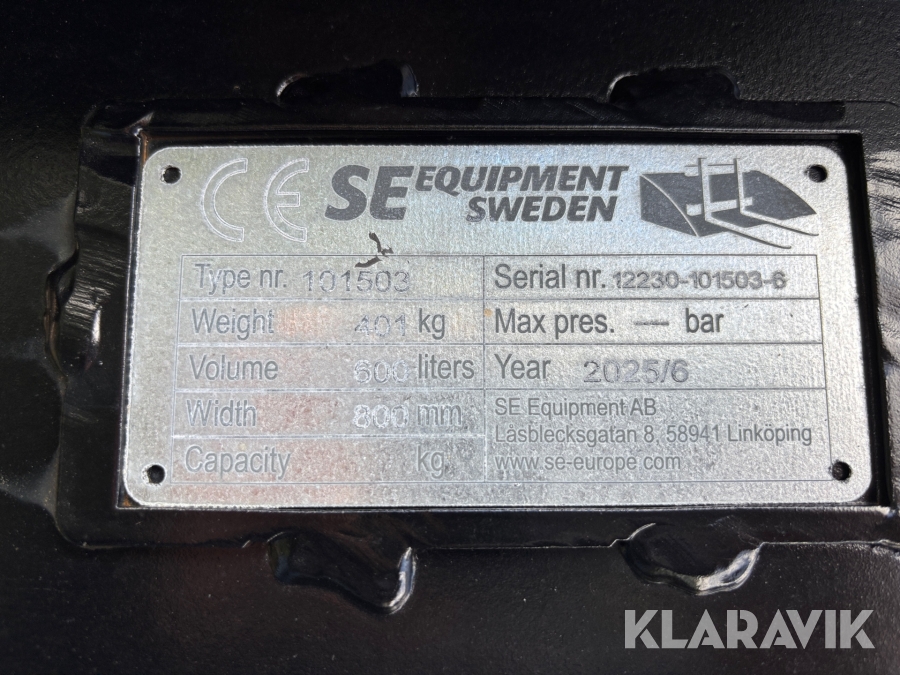 CE SE EQUIPMENT
SWEDEN
Type nr. 101503
Serial nr. 12230-101503-6
Weight 401 kg
Max pres. — bar
Volume 600 liters
Year 2025/6
Width 800 mm
SE Equipment AB
Låsblecksgatan 8, 58941 Linköping
Capacity kg
www.se-europe.com
KLARAVIK